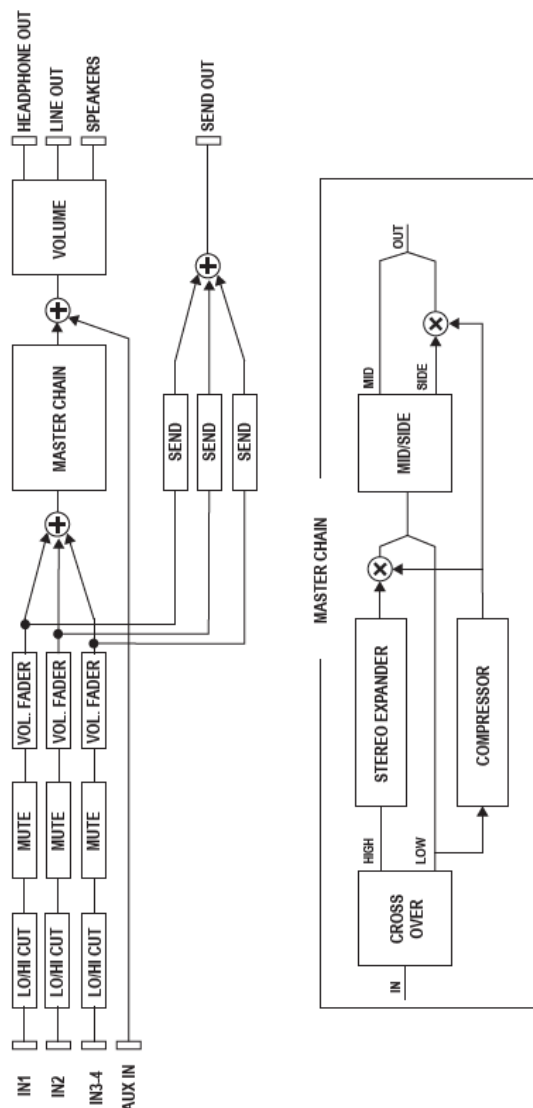 IN1
LO/HI CUT
MUTE
VOL. FADER
IN2
LO/HI CUT
MUTE
VOL. FADER
IN3-4
LO/HI CUT
MUTE
VOL. FADER
AUX IN
+
MASTER CHAIN
+
VOLUME
HEADPHONE OUT
LINE OUT
SPEAKERS
SEND
SEND
SEND
+
SEND OUT
MASTER CHAIN
IN
CROSS
OVER
HIGH
LOW
STEREO EXPANDER
COMPRESSOR
×
MID/SIDE
MID
SIDE
×
OUT